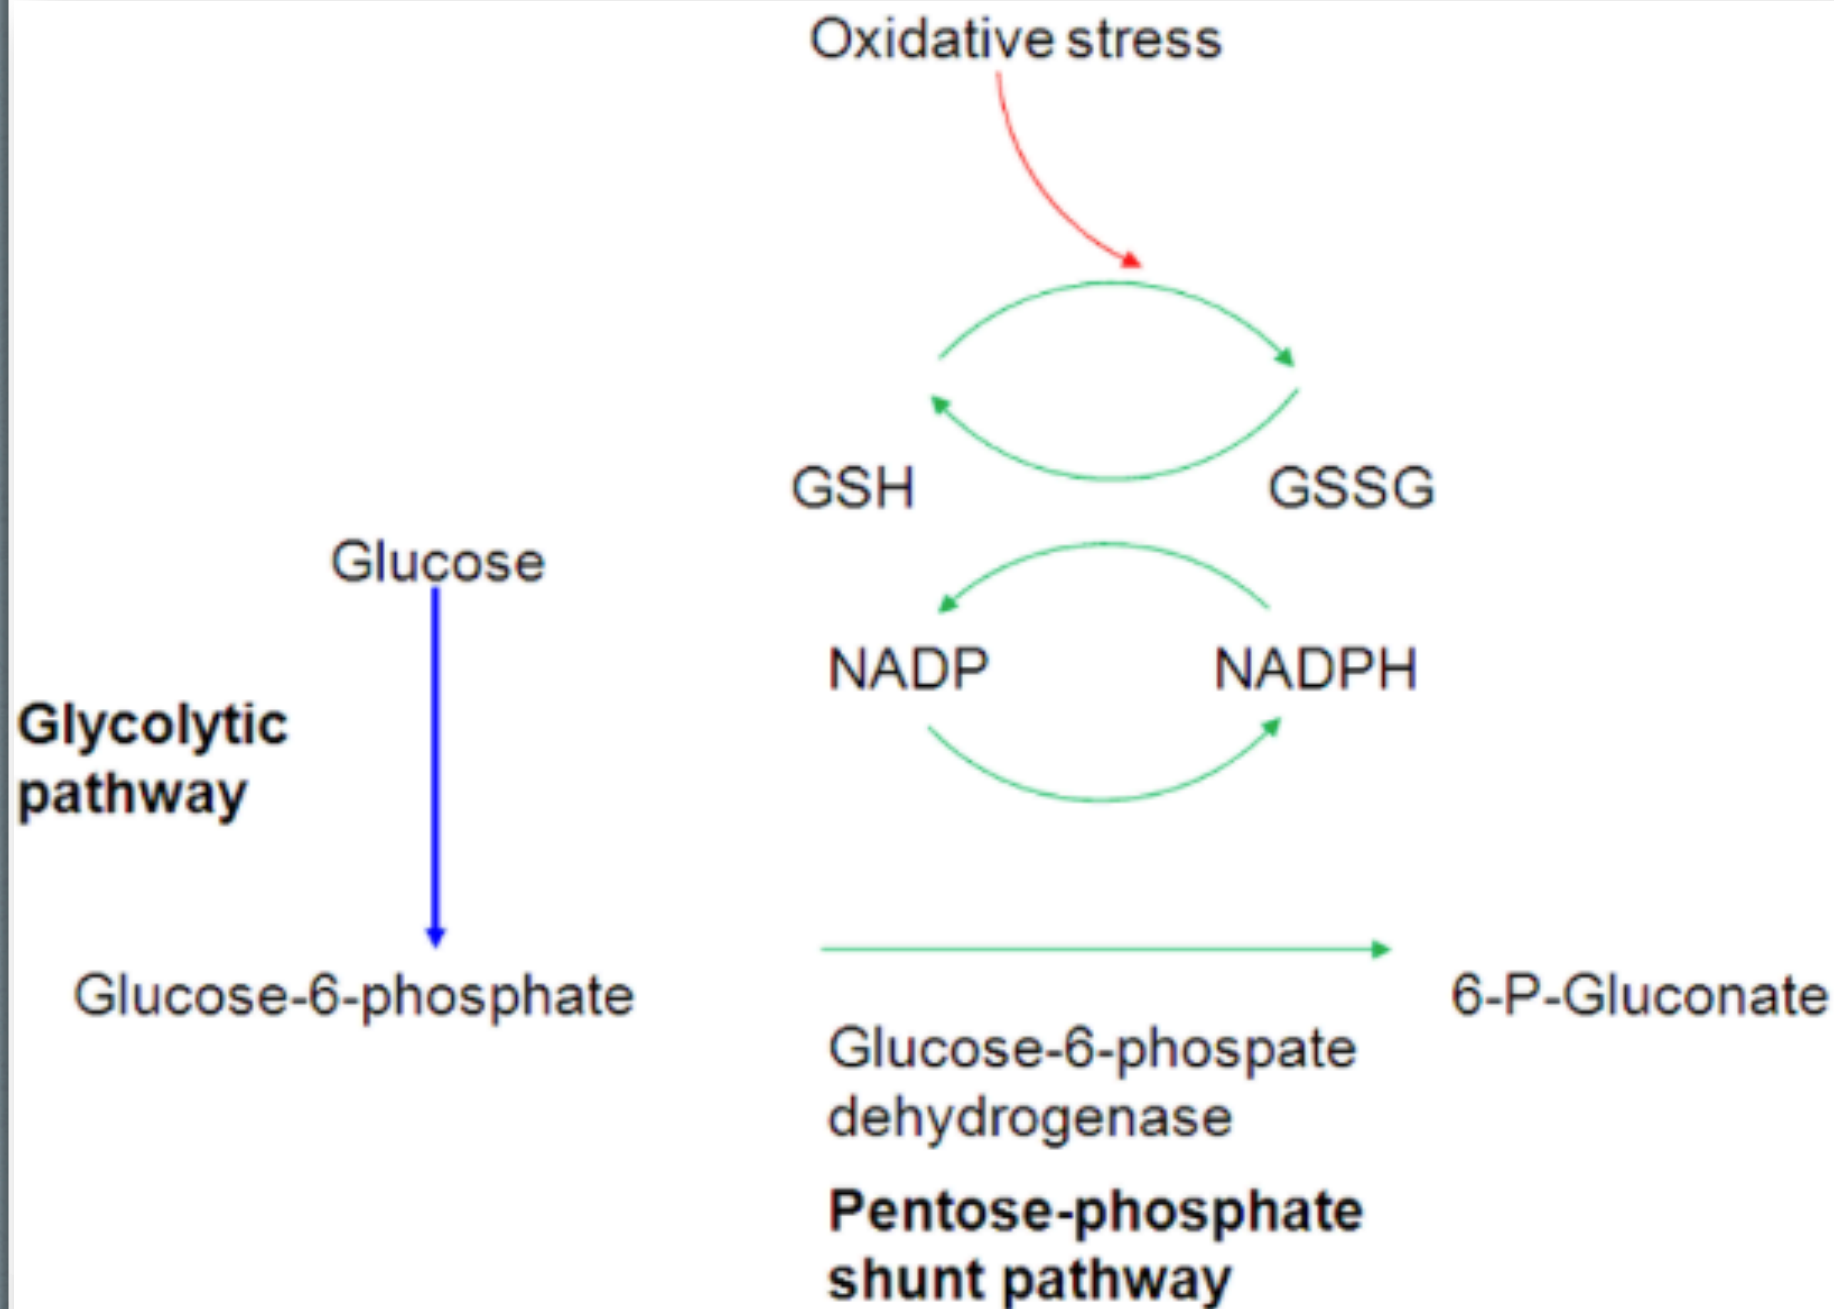 Oxidative stress
GSH
GSSG
Glucose
NADP
NADPH
Glycolytic
pathway
Glucose-6-phosphate
6-P-Gluconate
Glucose-6-phospate
dehydrogenase
Pentose-phosphate
shunt pathway